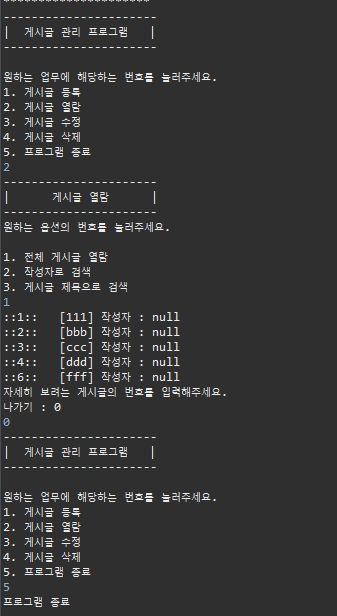 ********************
-----------------------
|  게시글 관리 프로그램   |
-----------------------
원하는 업무에 해당하는 번호를 눌러주세요.
1. 게시글 등록
2. 게시글 열람
3. 게시글 수정
4. 게시글 삭제
5. 프로그램 종료
2
-----------------------
|      게시글 열람      |
-----------------------
원하는 옵션의 번호를 눌러주세요.
1. 전체 게시글 열람
2. 작성자로 검색
3. 게시글 제목으로 검색
1
::1::   [111] 작성자 : null
::2::   [bbb] 작성자 : null
::3::   [ccc] 작성자 : null
::4::   [ddd] 작성자 : null
::6::   [fff] 작성자 : null
자세히 보려는 게시글의 번호를 입력해주세요.
나가기 : 0
0
-----------------------
|  게시글 관리 프로그램   |
-----------------------
원하는 업무에 해당하는 번호를 눌러주세요.
1. 게시글 등록
2. 게시글 열람
3. 게시글 수정
4. 게시글 삭제
5. 프로그램 종료
5
프로그램 종료